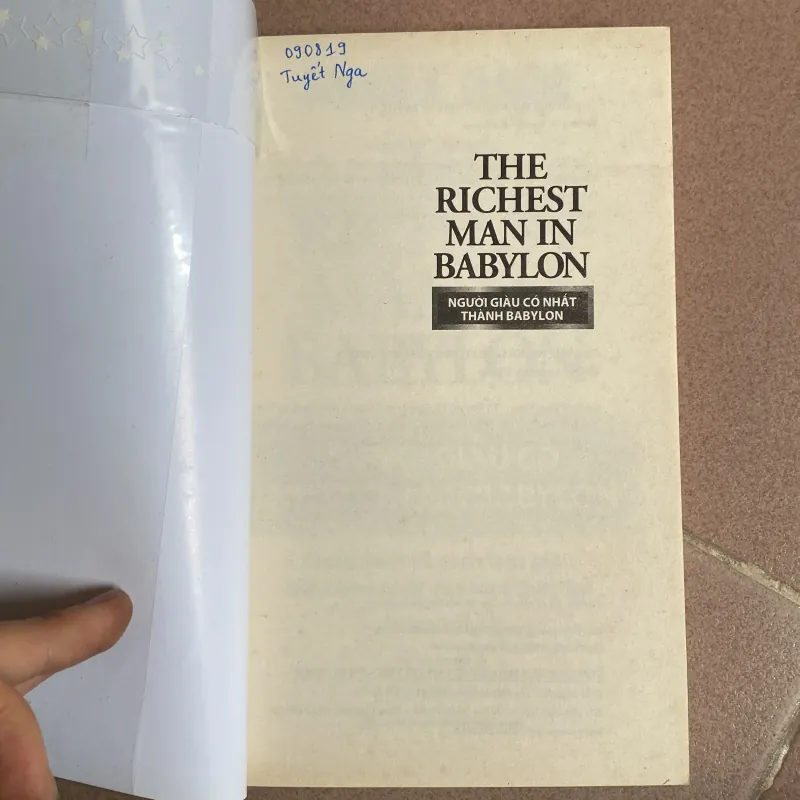 090819
Tuyết Nga
THE
RICHEST
MAN IN
BABYLON
NGƯỜI GIÀU CÓ NHẤT
THÀNH BABYLON